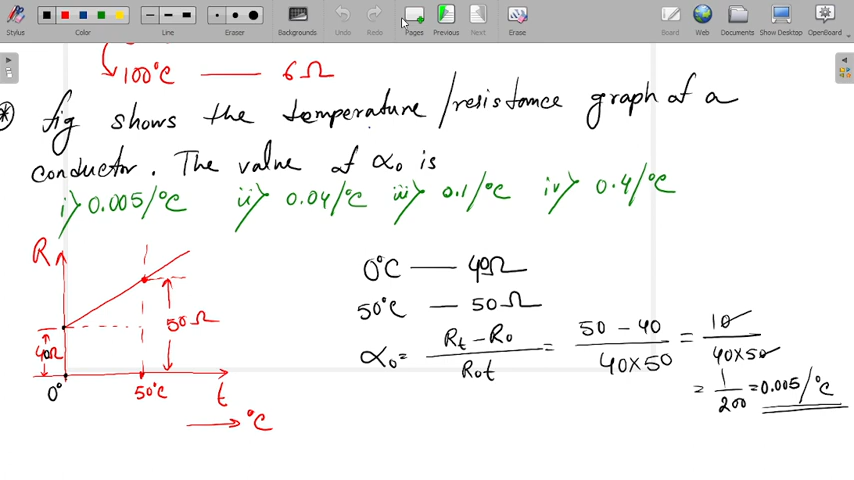 Stylus
Color
Line
Eraser
Backgrounds
Undo
Redo
Pages
Previous
Next
Erase
Board
Web
Documents
Show Desktop
OpenBoard
100°C —— 6Ω
* fig shows the temperature/resistance graph of a
conductor. The value of α₀ is
i> 0.005/°C ii> 0.04/°C iii> 0.1/°C iv> 0.4/°C
R
40Ω
50Ω
0°
50°C
t
→ °C
0°C — 40Ω
50°C — 50Ω
α₀ = (Rt − R₀)/(R₀t) = (50 − 40)/(40×50) = 10/(40×50)
= 1/200 = 0.005/°C